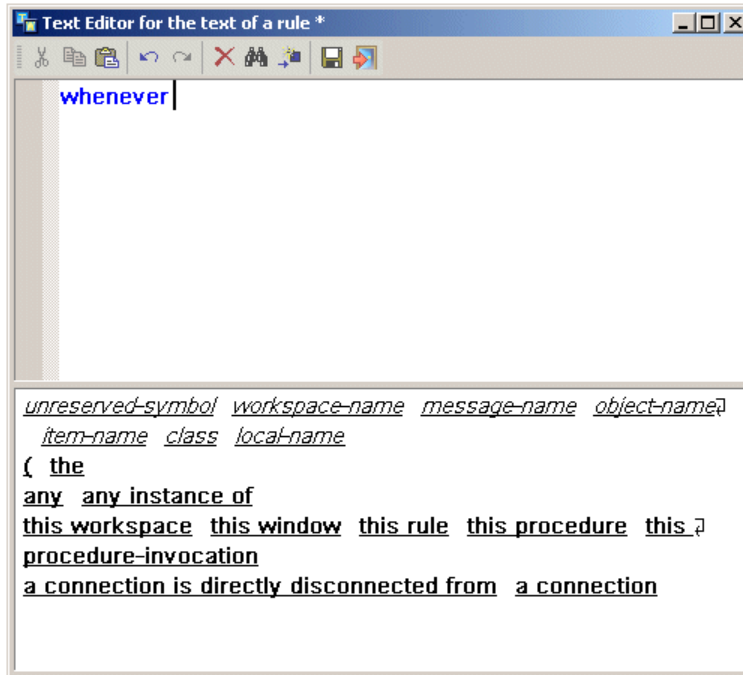 Text Editor for the text of a rule *
whenever
unreserved-symbol workspace-name message-name object-name
item-name class local-name
( the
any any instance of
this workspace this window this rule this procedure this
procedure-invocation
a connection is directly disconnected from a connection